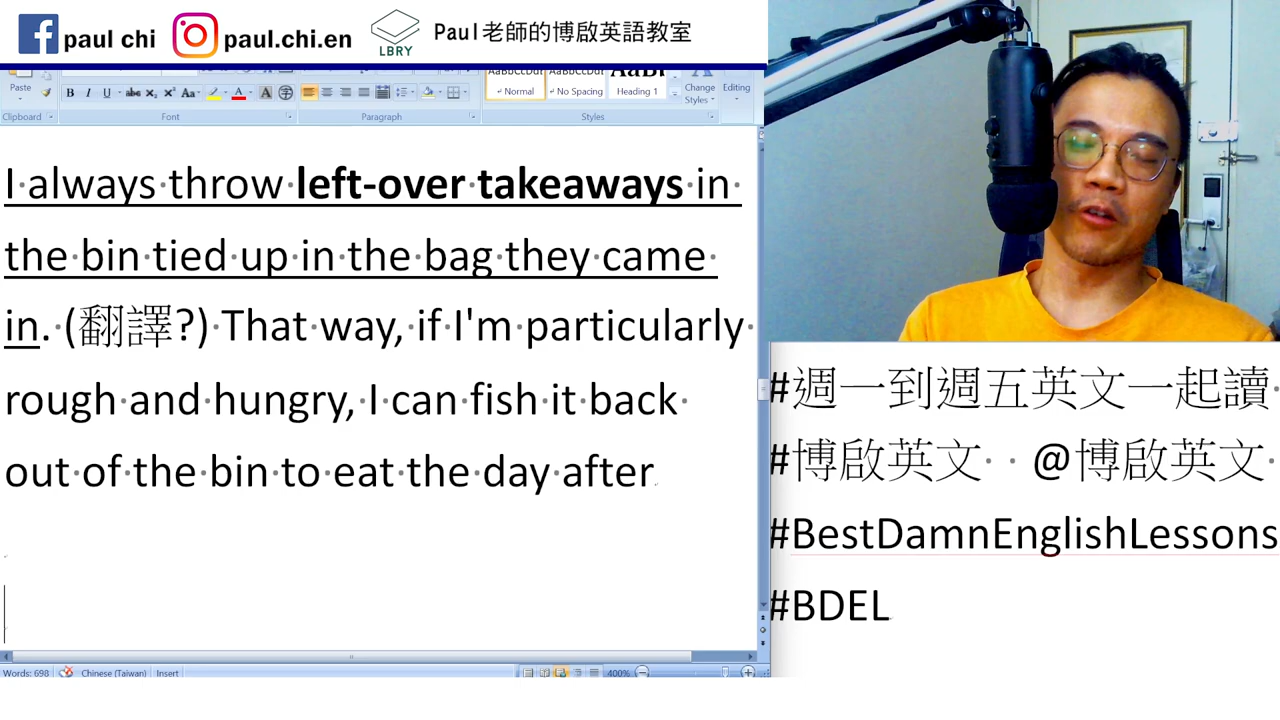 paul chi
paul.chi.en
LBRY
Paul老師的博啟英語教室
Paste
AaBbCcDdI
AaBbCcDdI
AaBb
Normal
No Spacing
Heading 1
Change
Styles
Editing
Clipboard
Font
Paragraph
Styles
I always throw left-over takeaways in
the bin tied up in the bag they came
in. (翻譯?) That way, if I'm particularly
rough and hungry, I can fish it back
out of the bin to eat the day after
#週一到週五英文一起讀
#博啟英文 @博啟英文
#BestDamnEnglishLessons
#BDEL
Words: 698
Chinese (Taiwan)
Insert
400%